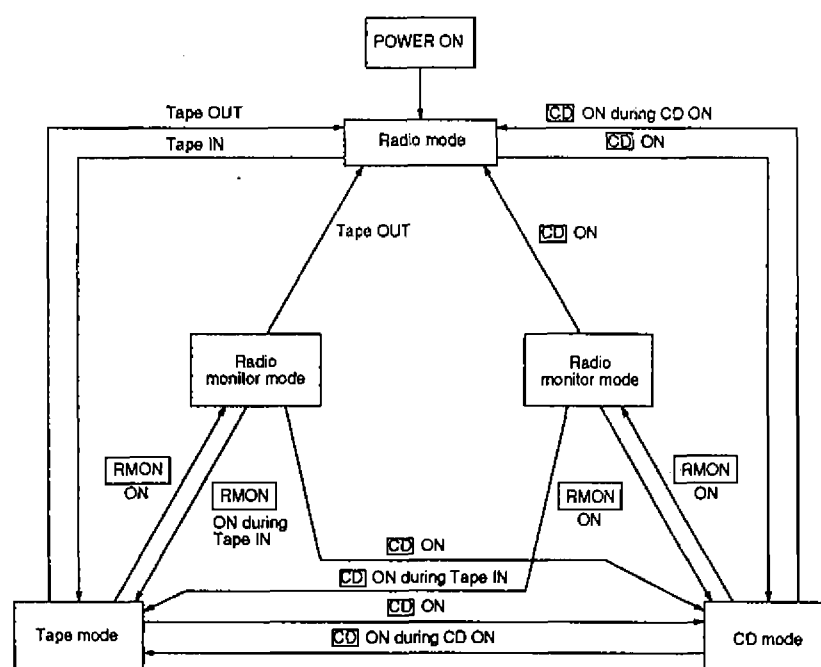 POWER ON
Tape OUT
CD ON during CD ON
Radio mode
Tape IN
CD ON
Tape OUT
CD ON
Radio
monitor mode
Radio
monitor mode
RMON
ON
RMON
ON during
Tape IN
RMON
ON
RMON
ON
CD ON
CD ON during Tape IN
CD ON
Tape mode
CD ON during CD ON
CD mode